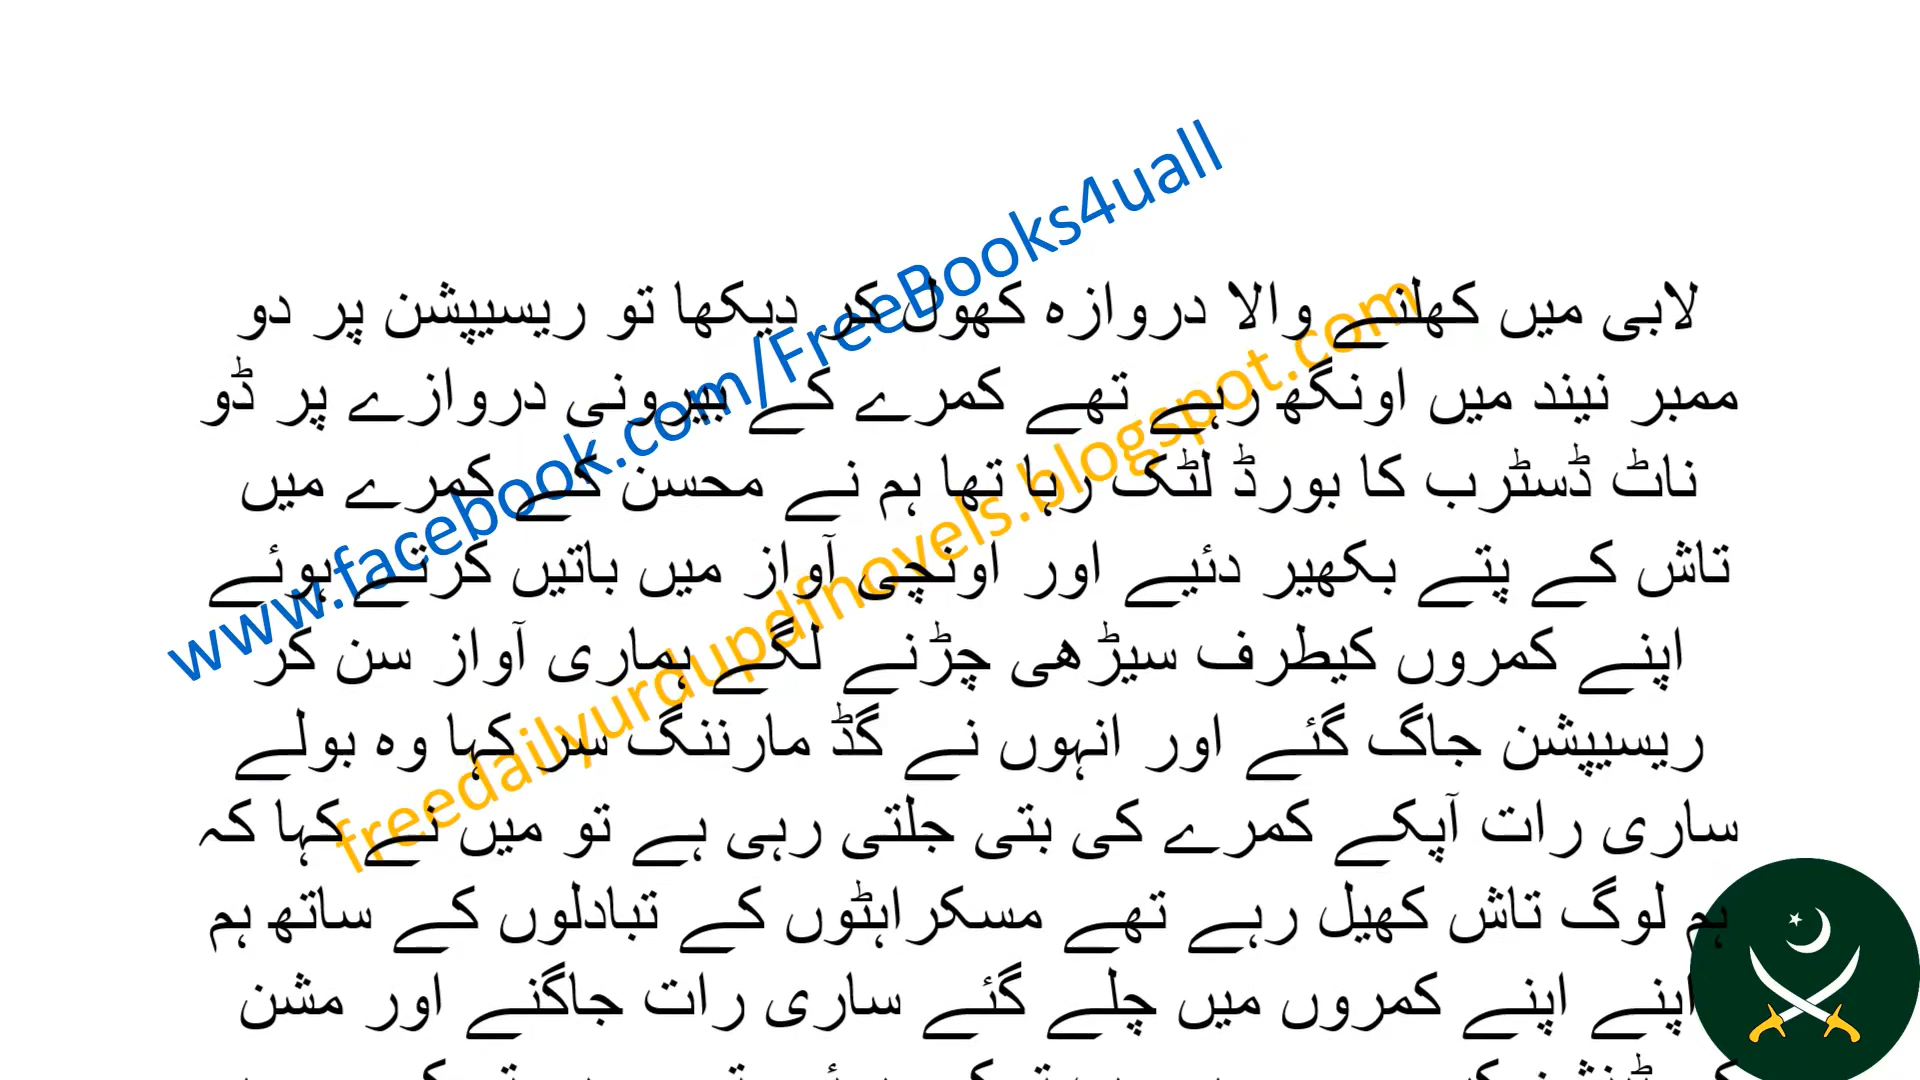 www.facebook.com/FreeBooks4uall
freedailyurdupdfnovels.blogspot.com
لابی میں کھلنے والا دروازہ کھول کر دیکھا تو ریسیپشن پر دو
ممبر نیند میں اونگھ رہے تھے کمرے کے بیرونی دروازے پر ڈو
ناٹ ڈسٹرب کا بورڈ لٹک رہا تھا ہم نے محسن کے کمرے میں
تاش کے پتے بکھیر دئیے اور اونچی آواز میں باتیں کرتے ہوئے
اپنے کمروں کیطرف سیڑھی چڑنے لگے ہماری آواز سن کر
ریسیپشن جاگ گئے اور انہوں نے گڈ مارننگ سر کہا وہ بولے
ساری رات آپکے کمرے کی بتی جلتی رہی ہے تو میں نے کہا کہ
ہم لوگ تاش کھیل رہے تھے مسکراہٹوں کے تبادلوں کے ساتھ ہم
اپنے اپنے کمروں میں چلے گئے ساری رات جاگنے اور مشن